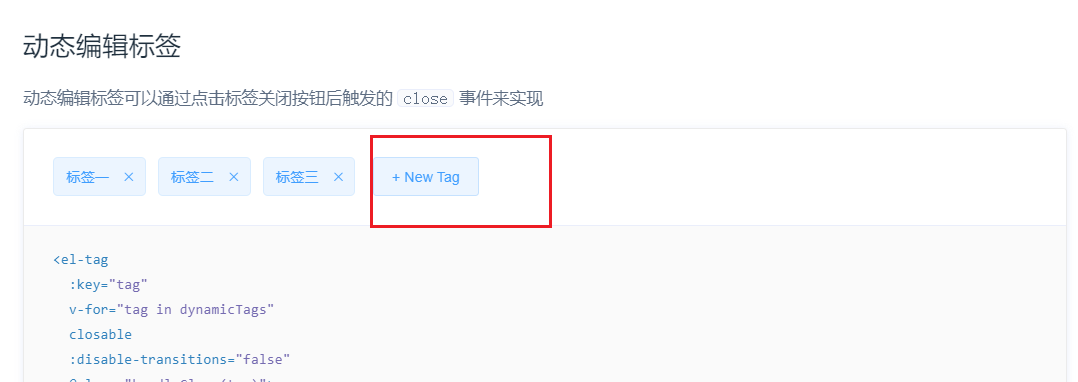 动态编辑标签
动态编辑标签可以通过点击标签关闭按钮后触发的 close 事件来实现
标签一 × 标签二 × 标签三 × + New Tag
<el-tag
:key="tag"
v-for="tag in dynamicTags"
closable
:disable-transitions="false"